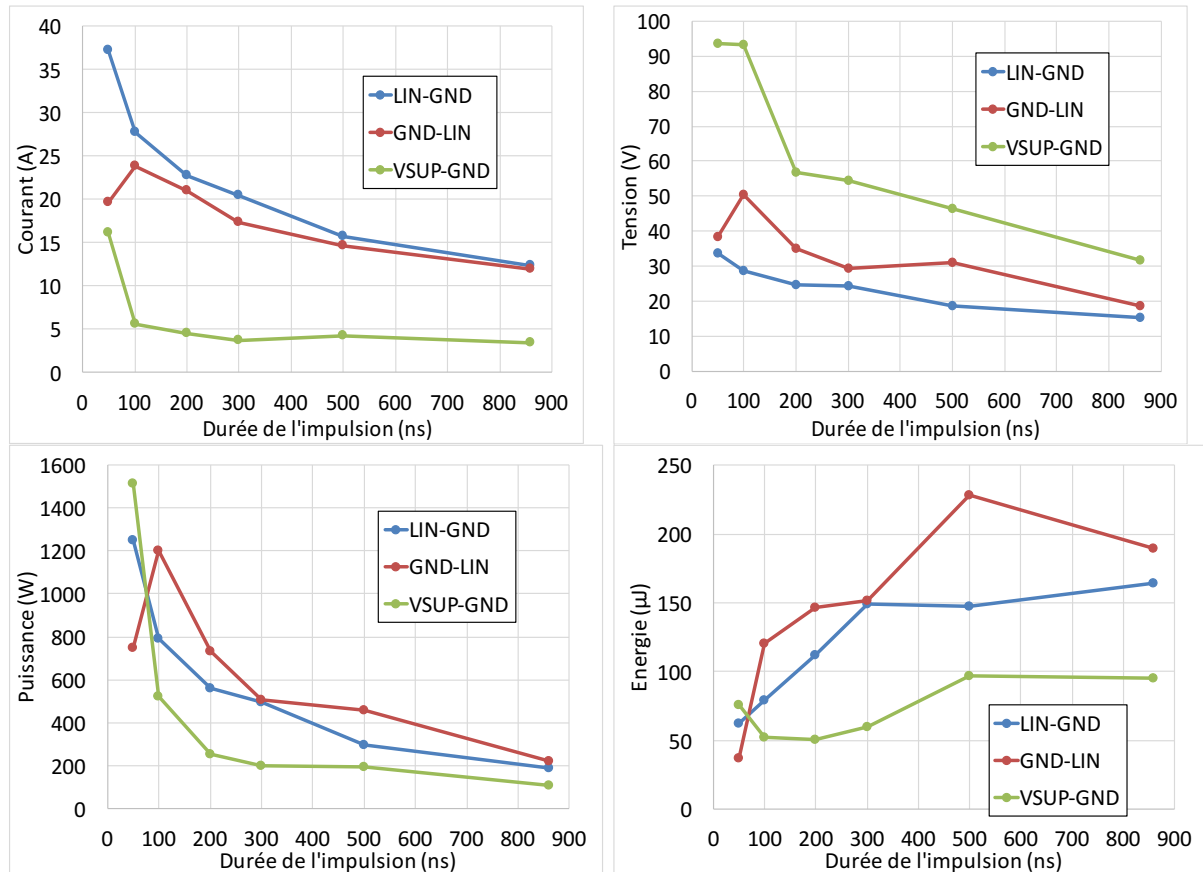 Courant (A)
40
35
30
25
20
15
10
5
0
0 100 200 300 400 500 600 700 800 900
Durée de l'impulsion (ns)
LIN-GND
GND-LIN
VSUP-GND
Tension (V)
100
90
80
70
60
50
40
30
20
10
0
0 100 200 300 400 500 600 700 800 900
Durée de l'impulsion (ns)
LIN-GND
GND-LIN
VSUP-GND
Puissance (W)
1600
1400
1200
1000
800
600
400
200
0
0 100 200 300 400 500 600 700 800 900
Durée de l'impulsion (ns)
LIN-GND
GND-LIN
VSUP-GND
Energie (µJ)
250
200
150
100
50
0
0 100 200 300 400 500 600 700 800 900
Durée de l'impulsion (ns)
LIN-GND
GND-LIN
VSUP-GND